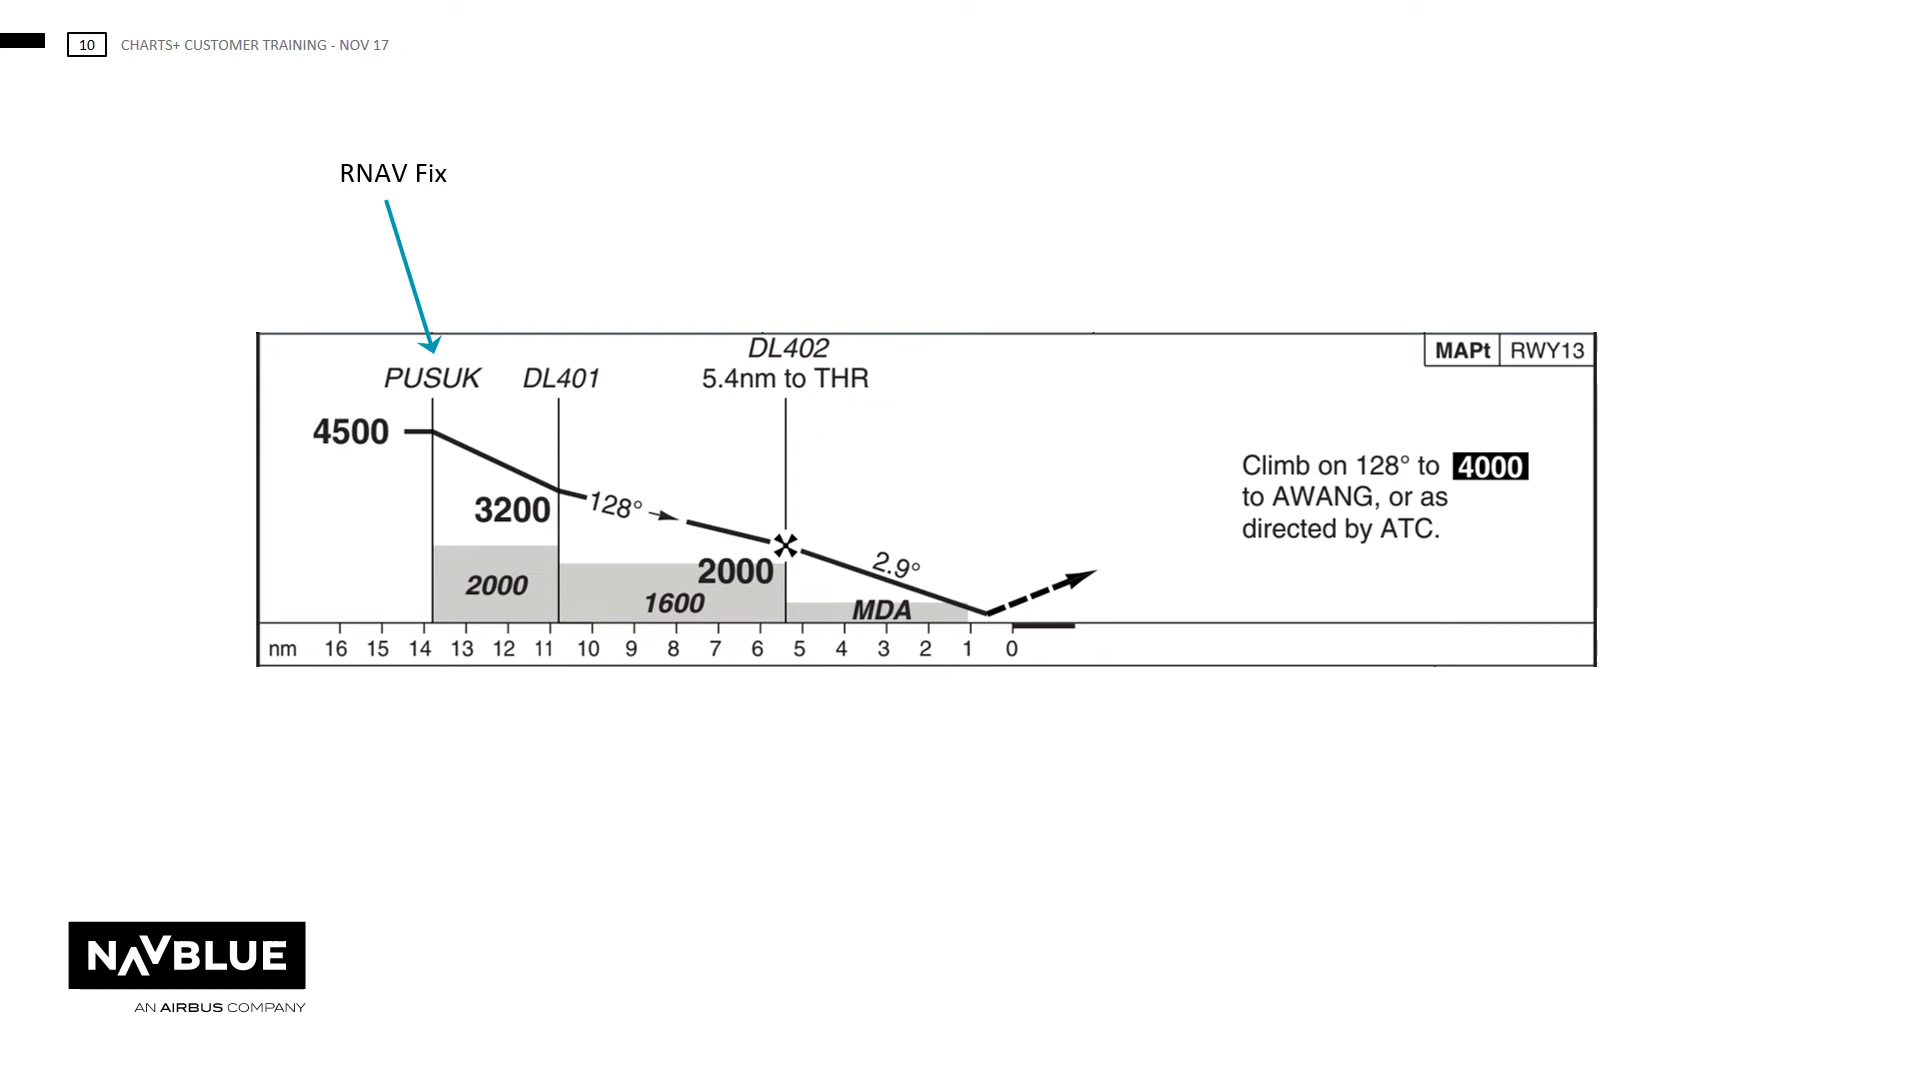 10 CHARTS+ CUSTOMER TRAINING - NOV 17
RNAV Fix
DL402
MAPt RWY13
PUSUK DL401 5.4nm to THR
4500
Climb on 128° to 4000
to AWANG, or as
directed by ATC.
3200 128°
2.9°
2000
2000 1600 MDA
nm 16 15 14 13 12 11 10 9 8 7 6 5 4 3 2 1 0
NAVBLUE
AN AIRBUS COMPANY